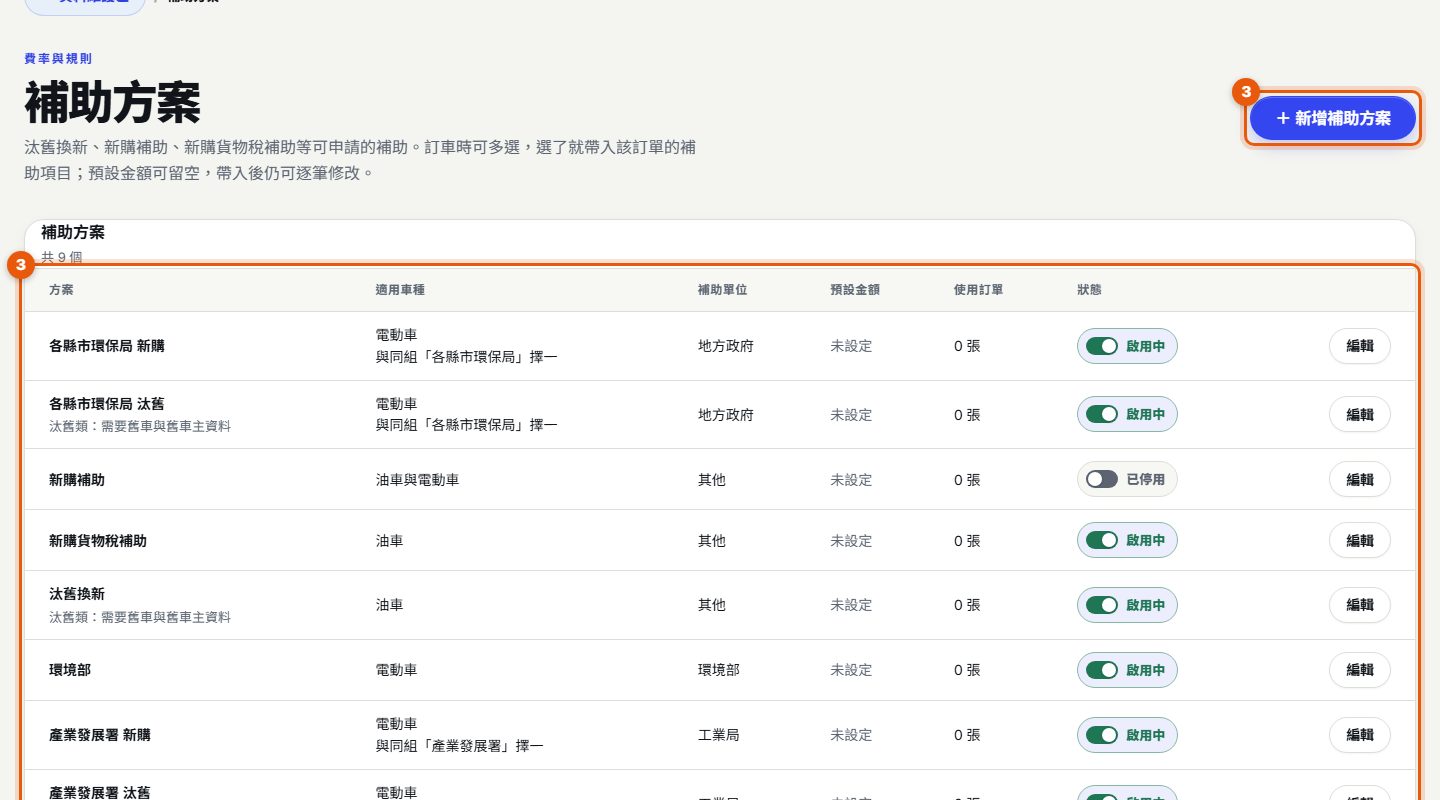 補助方案
費率與規則
補助方案
汰舊換新、新購補助、新購貨物稅補助等可申請的補助。訂車時可多選，選了就帶入該訂單的補
助項目；預設金額可留空，帶入後仍可逐筆修改。
3
＋ 新增補助方案
補助方案
共 9 個
3
方案 適用車種 補助單位 預設金額 使用訂單 狀態
各縣市環保局 新購 電動車 地方政府 未設定 0 張 啟用中 編輯
與同組「各縣市環保局」擇一
各縣市環保局 汰舊 電動車 地方政府 未設定 0 張 啟用中 編輯
汰舊類：需要舊車與舊車主資料 與同組「各縣市環保局」擇一
新購補助 油車與電動車 其他 未設定 0 張 已停用 編輯
新購貨物稅補助 油車 其他 未設定 0 張 啟用中 編輯
汰舊換新 油車 其他 未設定 0 張 啟用中 編輯
汰舊類：需要舊車與舊車主資料
環境部 電動車 環境部 未設定 0 張 啟用中 編輯
產業發展署 新購 電動車 工業局 未設定 0 張 啟用中 編輯
與同組「產業發展署」擇一
產業發展署 汰舊 電動車